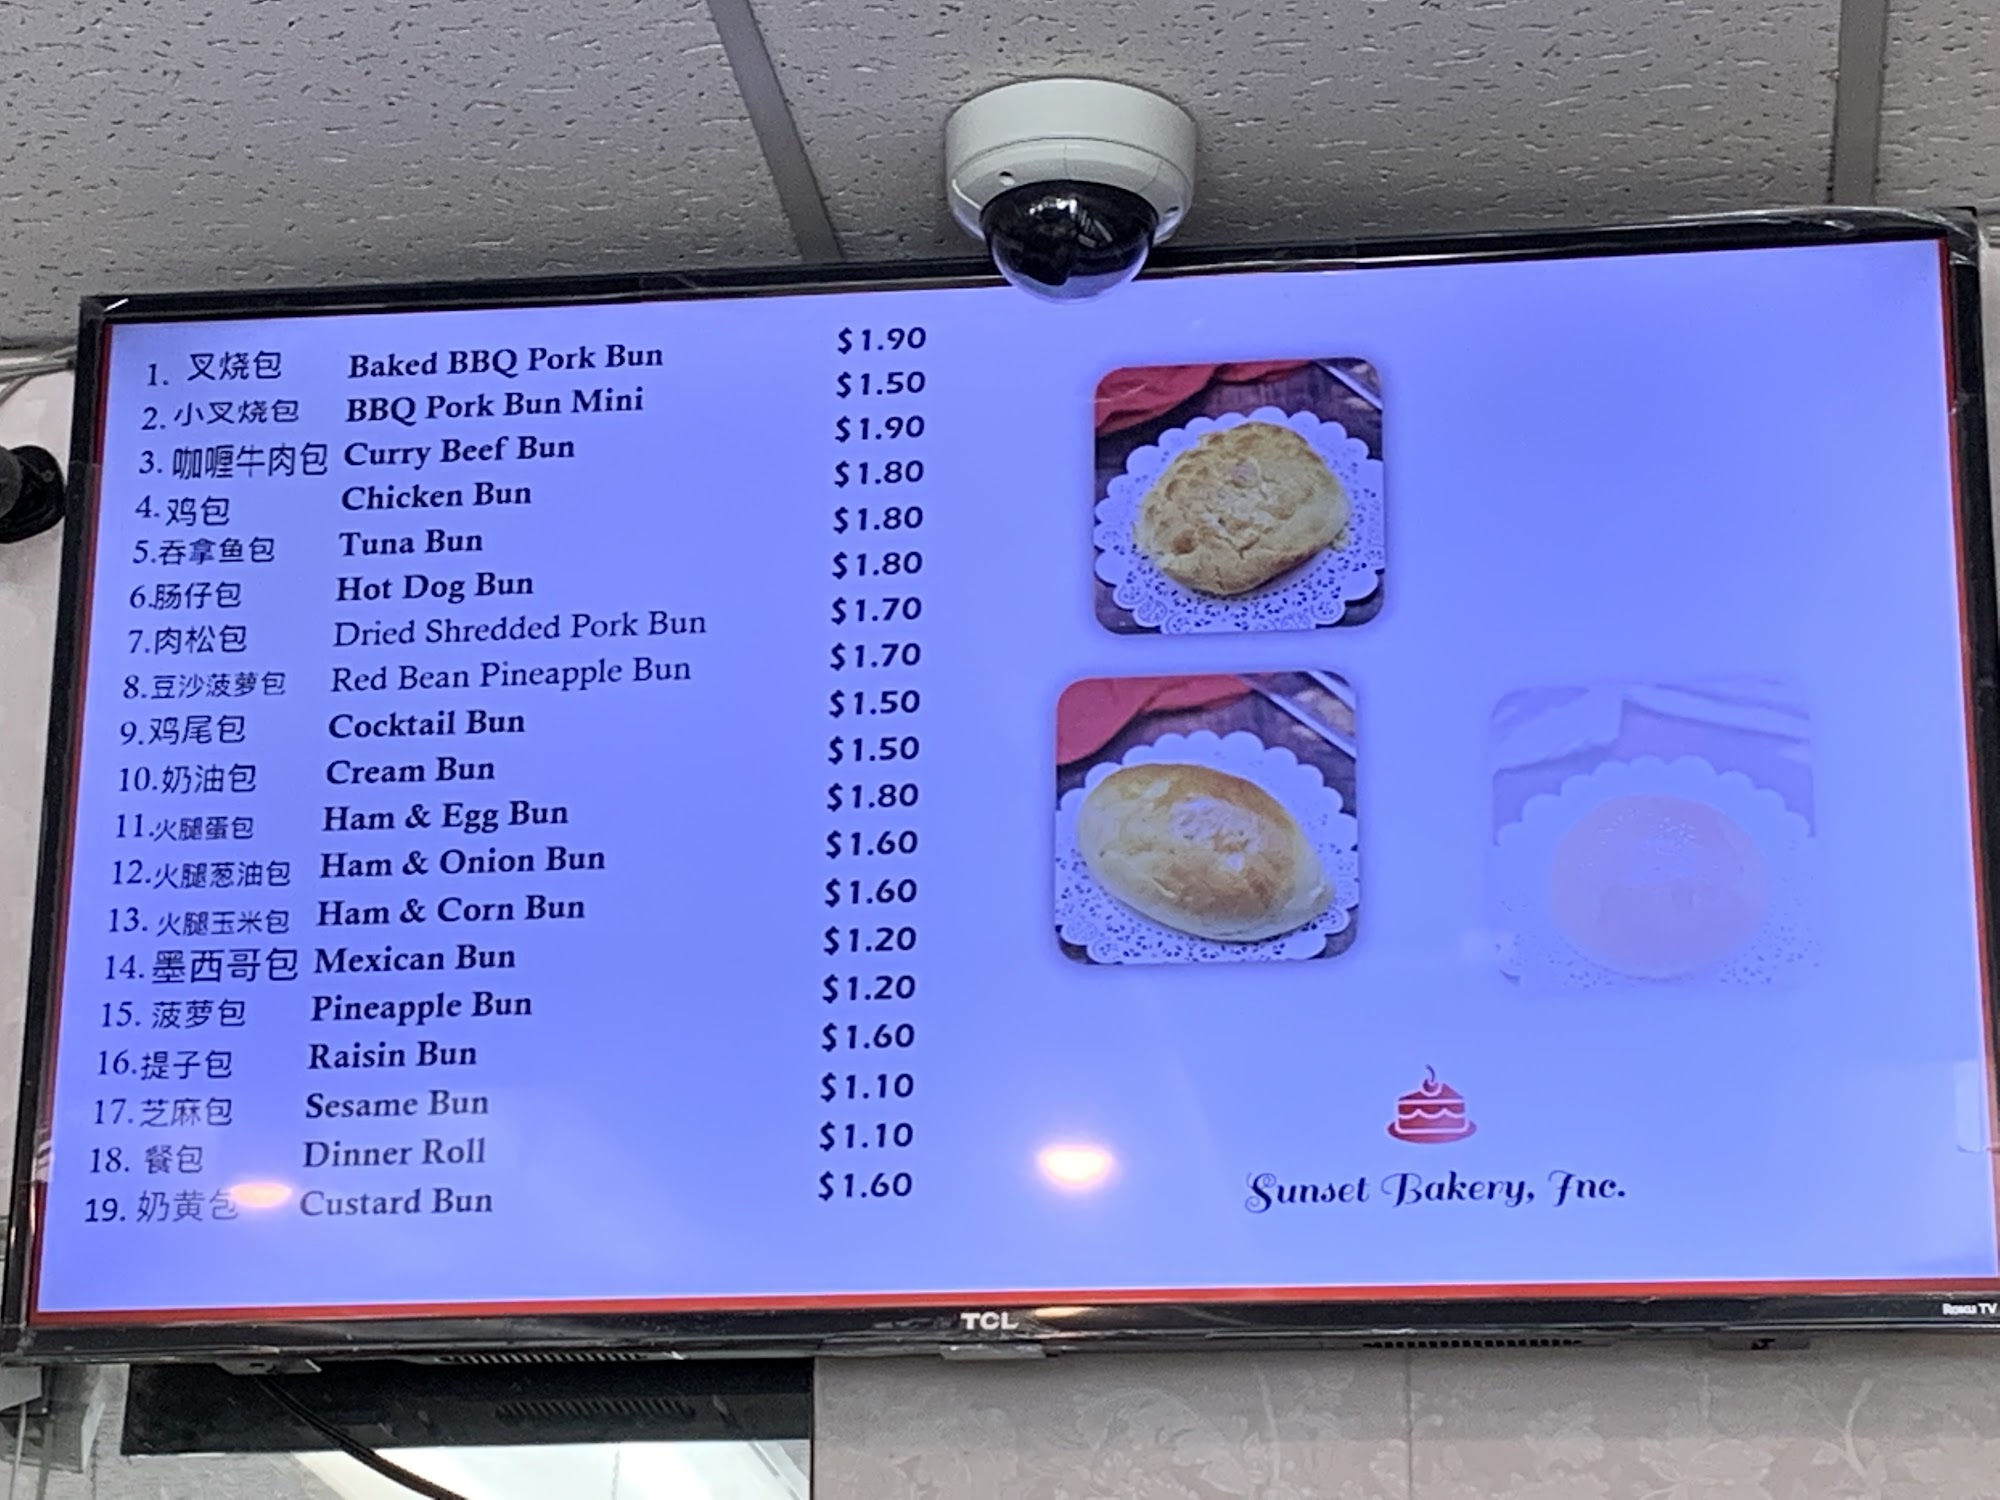 1. 叉烧包 Baked BBQ Pork Bun $1.90
2. 小叉烧包 BBQ Pork Bun Mini $1.50
3. 咖喱牛肉包 Curry Beef Bun $1.90
4. 鸡包 Chicken Bun $1.80
5.吞拿鱼包 Tuna Bun $1.80
6.肠仔包 Hot Dog Bun $1.80
7.肉松包 Dried Shredded Pork Bun $1.70
8.豆沙菠萝包 Red Bean Pineapple Bun $1.70
9.鸡尾包 Cocktail Bun $1.50
10.奶油包 Cream Bun $1.50
11.火腿蛋包 Ham & Egg Bun $1.80
12.火腿葱油包 Ham & Onion Bun $1.60
13. 火腿玉米包 Ham & Corn Bun $1.60
14. 墨西哥包 Mexican Bun $1.20
15. 菠萝包 Pineapple Bun $1.20
16.提子包 Raisin Bun $1.60
17.芝麻包 Sesame Bun $1.10
18. 餐包 Dinner Roll $1.10
19. 奶黄包 Custard Bun $1.60
Sunset Bakery, Inc.
TCL
Roku TV